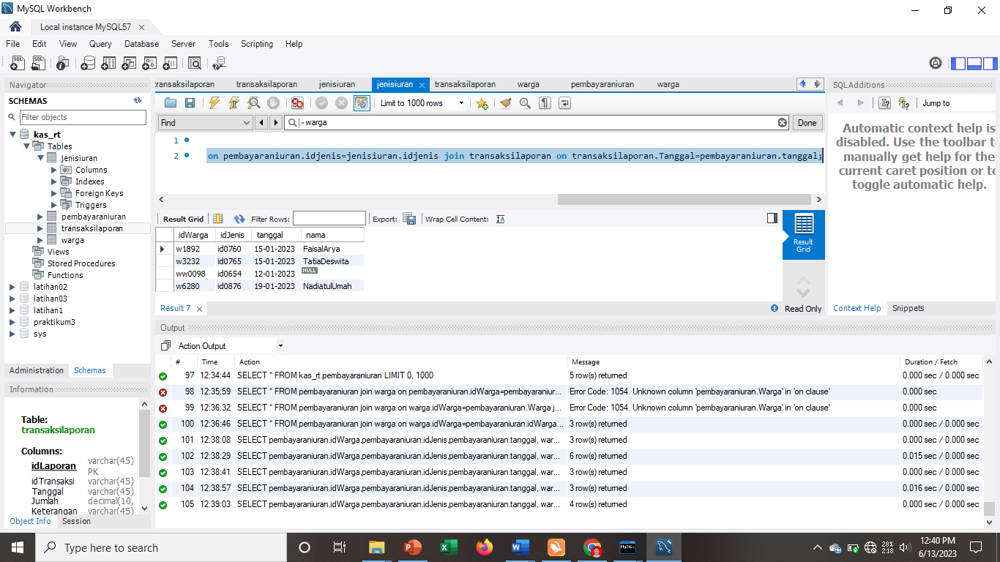 MySQL Workbench
Local instance MySQL57
File Edit View Query Database Server Tools Scripting Help
Navigator
SCHEMAS
Filter objects
kas_rt
Tables
jenisiuran
Columns
Indexes
Foreign Keys
Triggers
pembayaraniuran
transaksilaporan
warga
Views
Stored Procedures
Functions
latihan02
latihan03
latihan1
praktikum3
sys
Administration Schemas
Information
Table:
transaksilaporan
Columns:
idLaporan varchar(45)
PK
idTransaksi varchar(45)
Tanggal varchar(45)
Jumlah decimal(10,
Keterangan varchar(45)
Object Info Session
transaksilaporan transaksilaporan jenisiuran jenisiuran transaksilaporan warga pembayaraniuran warga
Limit to 1000 rows
Find warga Done
1
2 on pembayaraniuran.idjenis=jenisiuran.idjenis join transaksilaporan on transaksilaporan.Tanggal=pembayaraniuran.tanggal;
Result Grid Filter Rows: Export: Wrap Cell Content:
idWarga idJenis tanggal nama
w1892 id0760 15-01-2023 FaisalArya
w3232 id0765 15-01-2023 TatiaDeswita
ww0098 id0654 12-01-2023 NULL
w6280 id0876 19-01-2023 NadiatulUmah
Result
Grid
Result 7 Read Only
SQLAdditions
Jump to
Automatic context help is
disabled. Use the toolbar t
manually get help for the
current caret position or to
toggle automatic help.
Context Help Snippets
Output
Action Output
# Time Action Message Duration / Fetch
97 12:34:44 SELECT * FROM kas_rt.pembayaraniuran LIMIT 0, 1000 5 row(s) returned 0.000 sec / 0.000 sec
98 12:35:59 SELECT * FROM pembayaraniuran join warga on pembayaraniuran.idWarga=pembayaraniur... Error Code: 1054. Unknown column 'pembayaraniuran.Warga' in 'on clause' 0.000 sec
99 12:36:32 SELECT * FROM pembayaraniuran join warga on warga.idWarga=pembayaraniuran.Warga j... Error Code: 1054. Unknown column 'pembayaraniuran.Warga' in 'on clause' 0.000 sec
100 12:36:46 SELECT * FROM pembayaraniuran join warga on warga.idWarga=pembayaraniuran.idWarga... 3 row(s) returned 0.000 sec / 0.000 sec
101 12:38:08 SELECT pembayaraniuran.idWarga,pembayaraniuran.idJenis,pembayaraniuran.tanggal, war... 3 row(s) returned 0.000 sec / 0.000 sec
102 12:38:29 SELECT pembayaraniuran.idWarga,pembayaraniuran.idJenis,pembayaraniuran.tanggal, war... 6 row(s) returned 0.015 sec / 0.000 sec
103 12:38:41 SELECT pembayaraniuran.idWarga,pembayaraniuran.idJenis,pembayaraniuran.tanggal, war... 3 row(s) returned 0.000 sec / 0.000 sec
104 12:38:57 SELECT pembayaraniuran.idWarga,pembayaraniuran.idJenis,pembayaraniuran.tanggal, war... 3 row(s) returned 0.016 sec / 0.000 sec
105 12:39:03 SELECT pembayaraniuran.idWarga,pembayaraniuran.idJenis,pembayaraniuran.tanggal, war... 4 row(s) returned 0.000 sec / 0.000 sec
Type here to search
28%
2:18
12:40 PM
6/13/2023